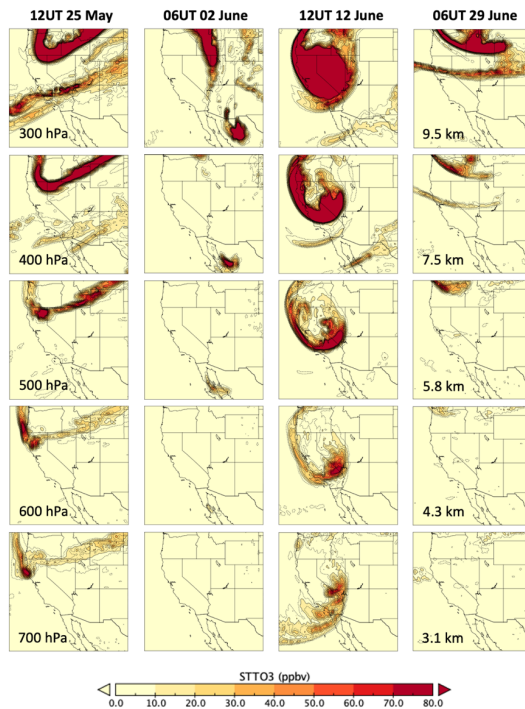 12UT 25 May 06UT 02 June 12UT 12 June 06UT 29 June
300 hPa 9.5 km
400 hPa 7.5 km
500 hPa 5.8 km
600 hPa 4.3 km
700 hPa 3.1 km
STTO3 (ppbv)
0.0 10.0 20.0 30.0 40.0 50.0 60.0 70.0 80.0